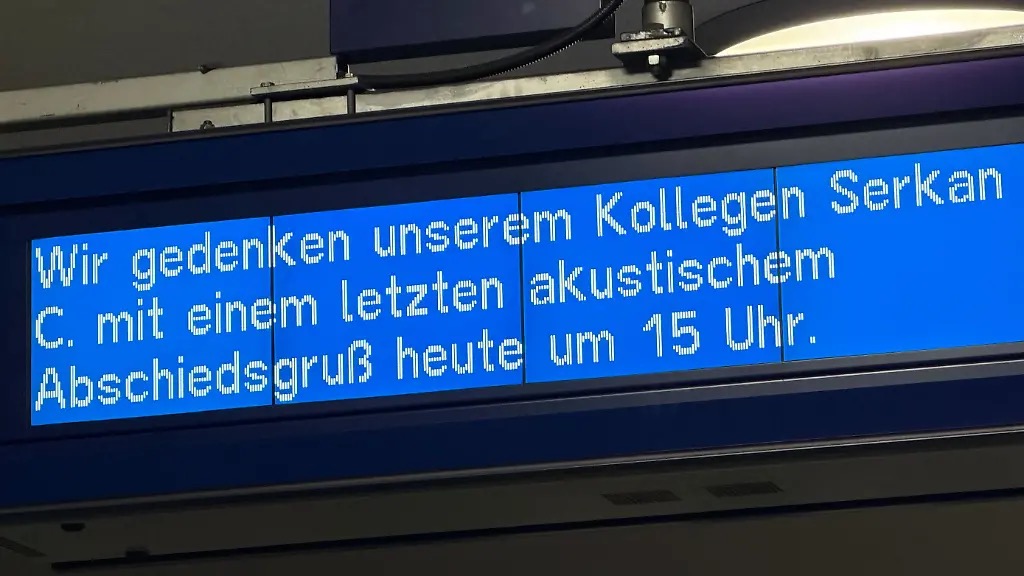 Wir gedenken unserem Kollegen Serkan
C. mit einem letzten akustischem
Abschiedsgruß heute um 15 Uhr.